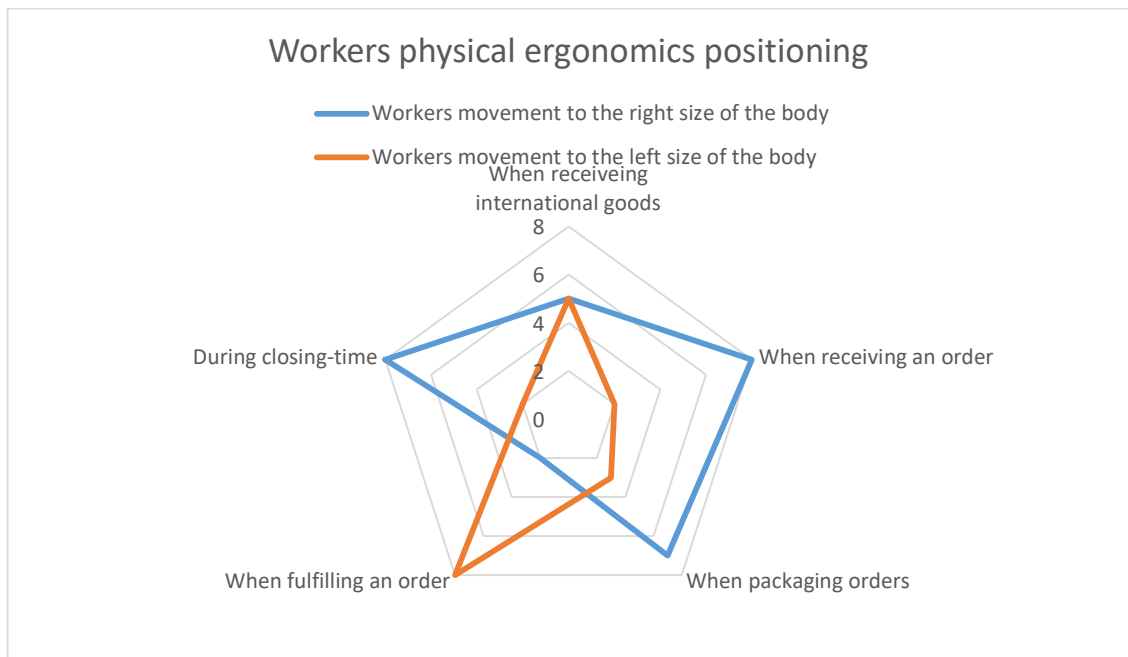 Workers physical ergonomics positioning
Workers movement to the right size of the body
Workers movement to the left size of the body
When receiveing
international goods
8
6
4
2
0
During closing-time
When receiving an order
When fulfilling an order
When packaging orders